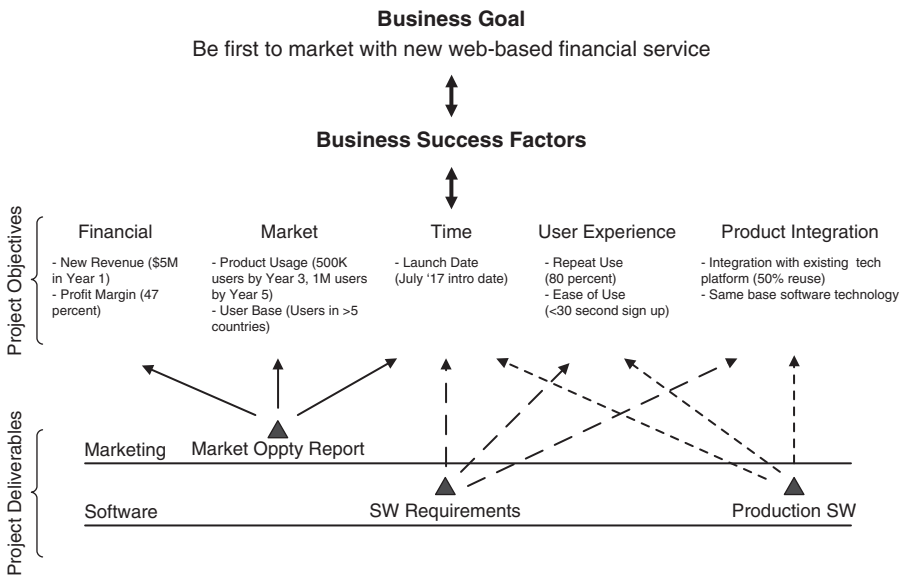 Business Goal
Be first to market with new web-based financial service
Business Success Factors
Project Objectives
Financial
- New Revenue ($5M
in Year 1)
- Profit Margin (47
percent)
Market
- Product Usage (500K
users by Year 3, 1M users
by Year 5)
- User Base (Users in >5
countries)
Time
- Launch Date
(July ‘17 intro date)
User Experience
- Repeat Use
(80 percent)
- Ease of Use
(<30 second sign up)
Product Integration
- Integration with existing tech
platform (50% reuse)
- Same base software technology
Project Deliverables
Marketing
Market Oppty Report
Software
SW Requirements
Production SW